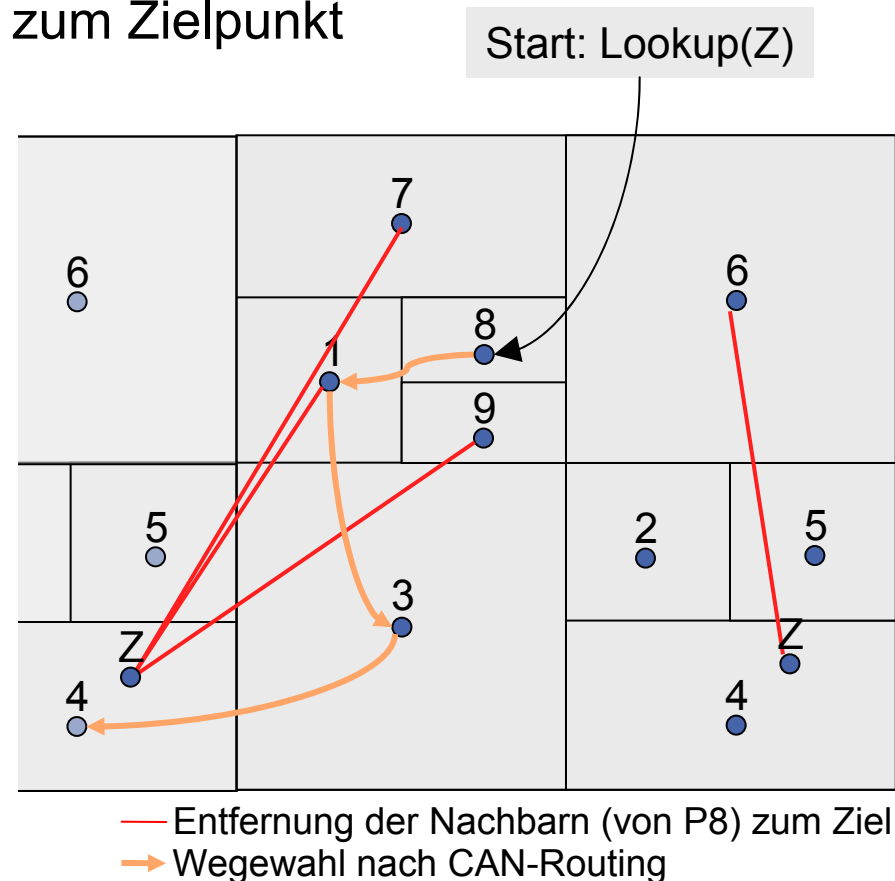 zum Zielpunkt
Start: Lookup(Z)
7
6
6
8
1
9
5
2
5
3
Z
Z
4
4
Entfernung der Nachbarn (von P8) zum Ziel
Wegewahl nach CAN-Routing